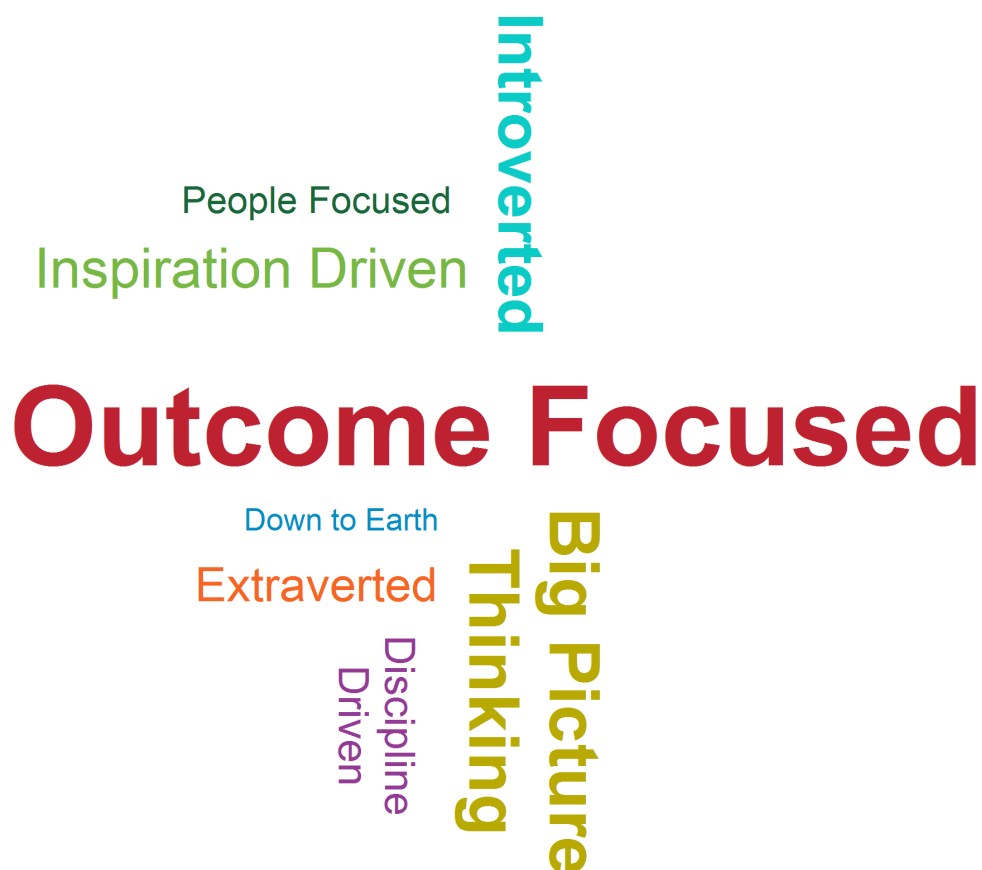 Introverted
People Focused
Inspiration Driven
Outcome Focused
Down to Earth
Extraverted
Discipline
Driven
Big Picture
Thinking